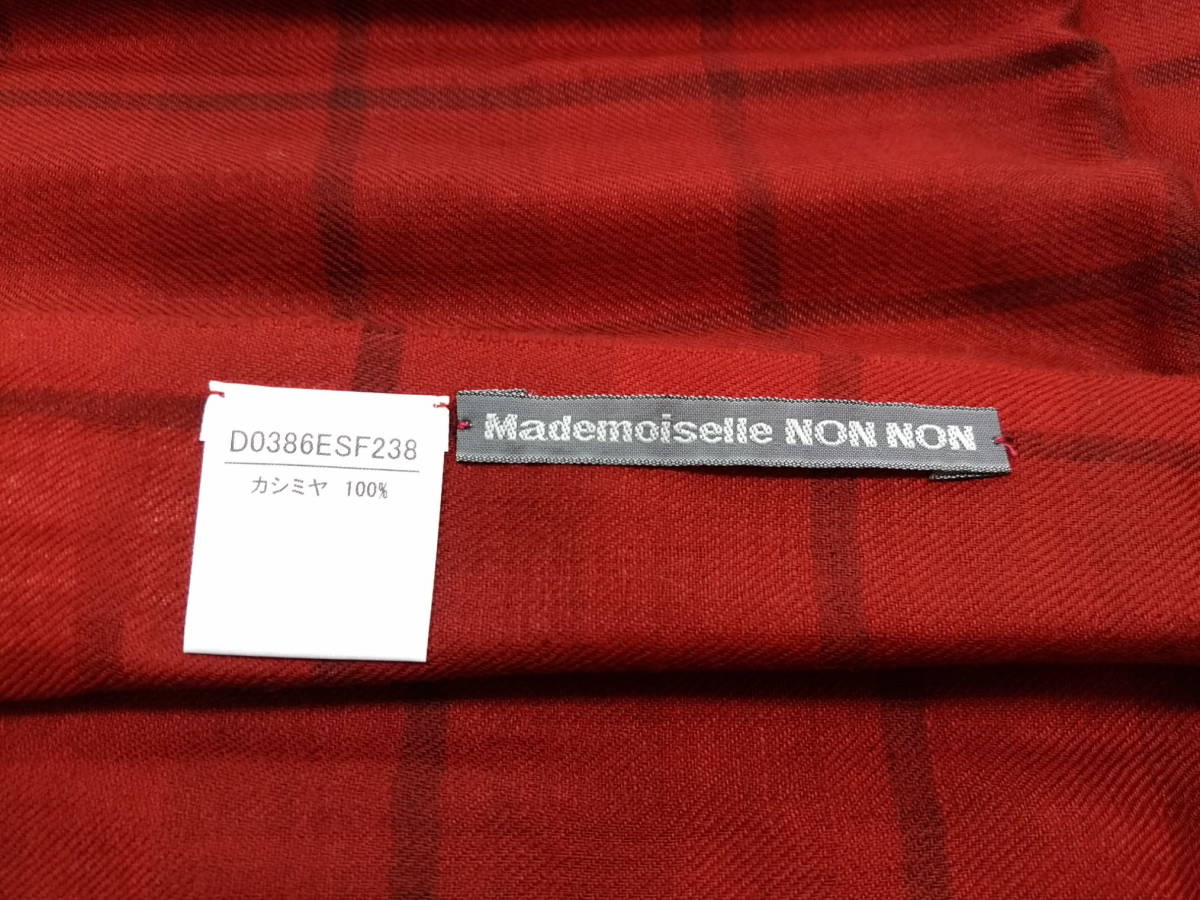 D0386ESF238
カシミヤ 100%
Mademoiselle NON NON